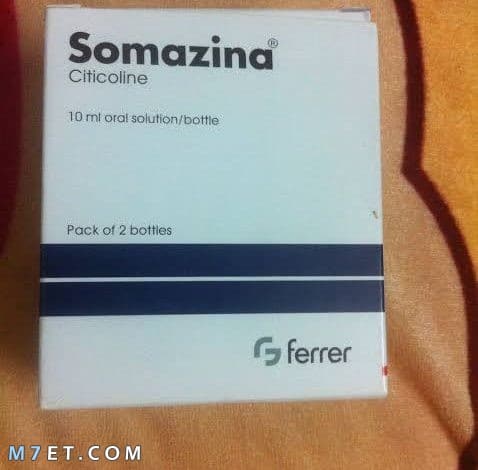 Somazina®
Citicoline
10 ml oral solution/bottle
Pack of 2 bottles
ferrer
M7ET.COM